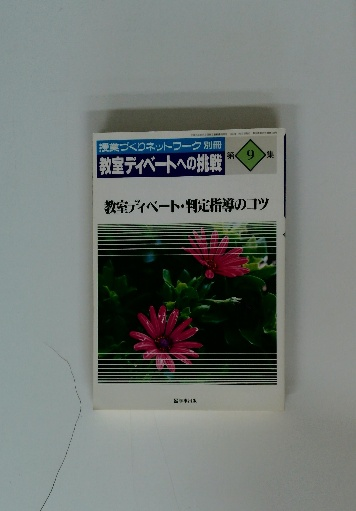 授業づくりネットワーク 別冊
教室ディベートへの挑戦 第9集
教室ディベート・判定指導のコツ